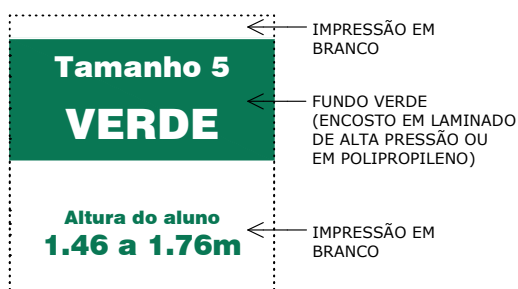 IMPRESSÃO EM
BRANCO
Tamanho 5
VERDE
FUNDO VERDE
(ENCOSTO EM LAMINADO
DE ALTA PRESSÃO OU
EM POLIPROPILENO)
Altura do aluno
1.46 a 1.76m
IMPRESSÃO EM
BRANCO